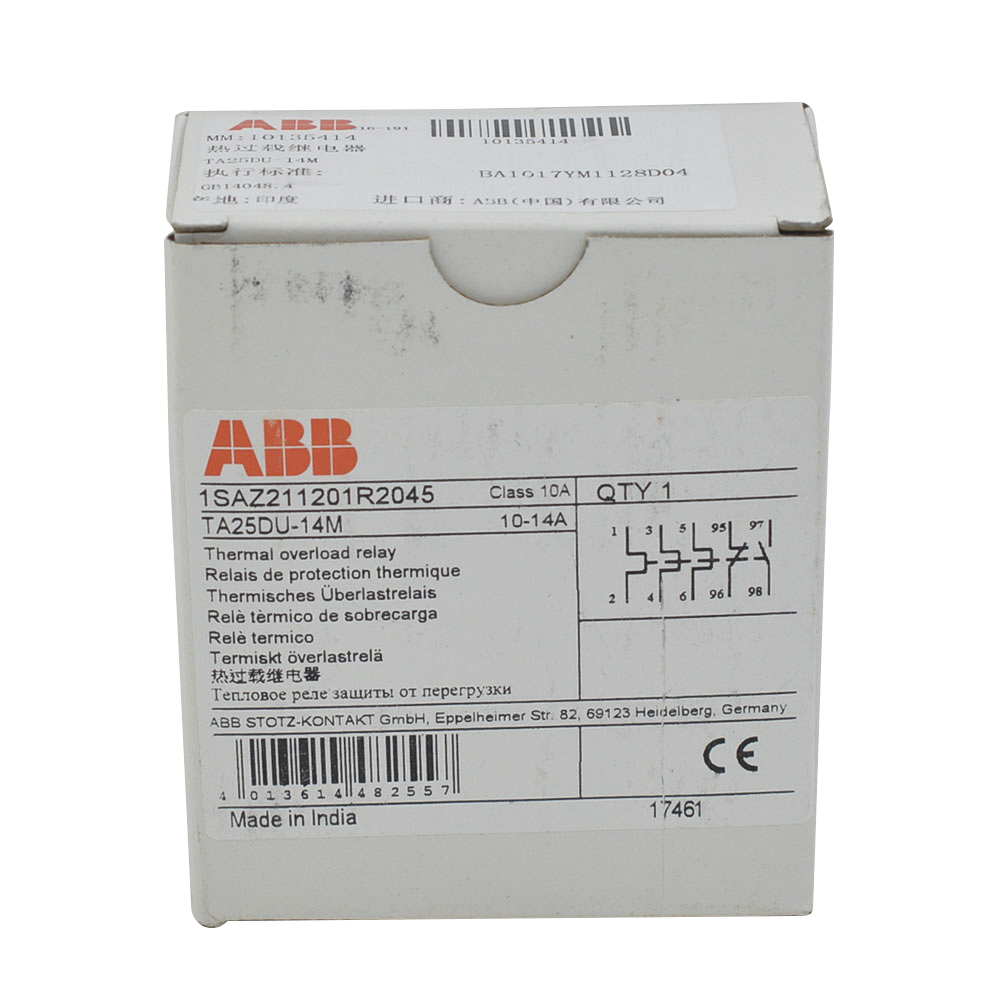 ABB 16-191
MM:10135414
10135414
热过载继电器
TA25DU-14M
BA1017YM1128D04
执行标准:
GB14048.4
产地:印度 进口商:ABB(中国)有限公司
ABB
1SAZ211201R2045 Class 10A QTY 1
TA25DU-14M 10-14A
1 3 5 95 97
2 4 6 96 98
Thermal overload relay
Relais de protection thermique
Thermisches Überlastrelais
Relè tèrmico de sobrecarga
Relè termico
Termiskt överlastrelä
热过载继电器
Тепловое реле защиты от перегрузки
ABB STOTZ-KONTAKT GmbH, Eppelheimer Str. 82, 69123 Heidelberg, Germany
CE
4 013614 482557
Made in India 17461